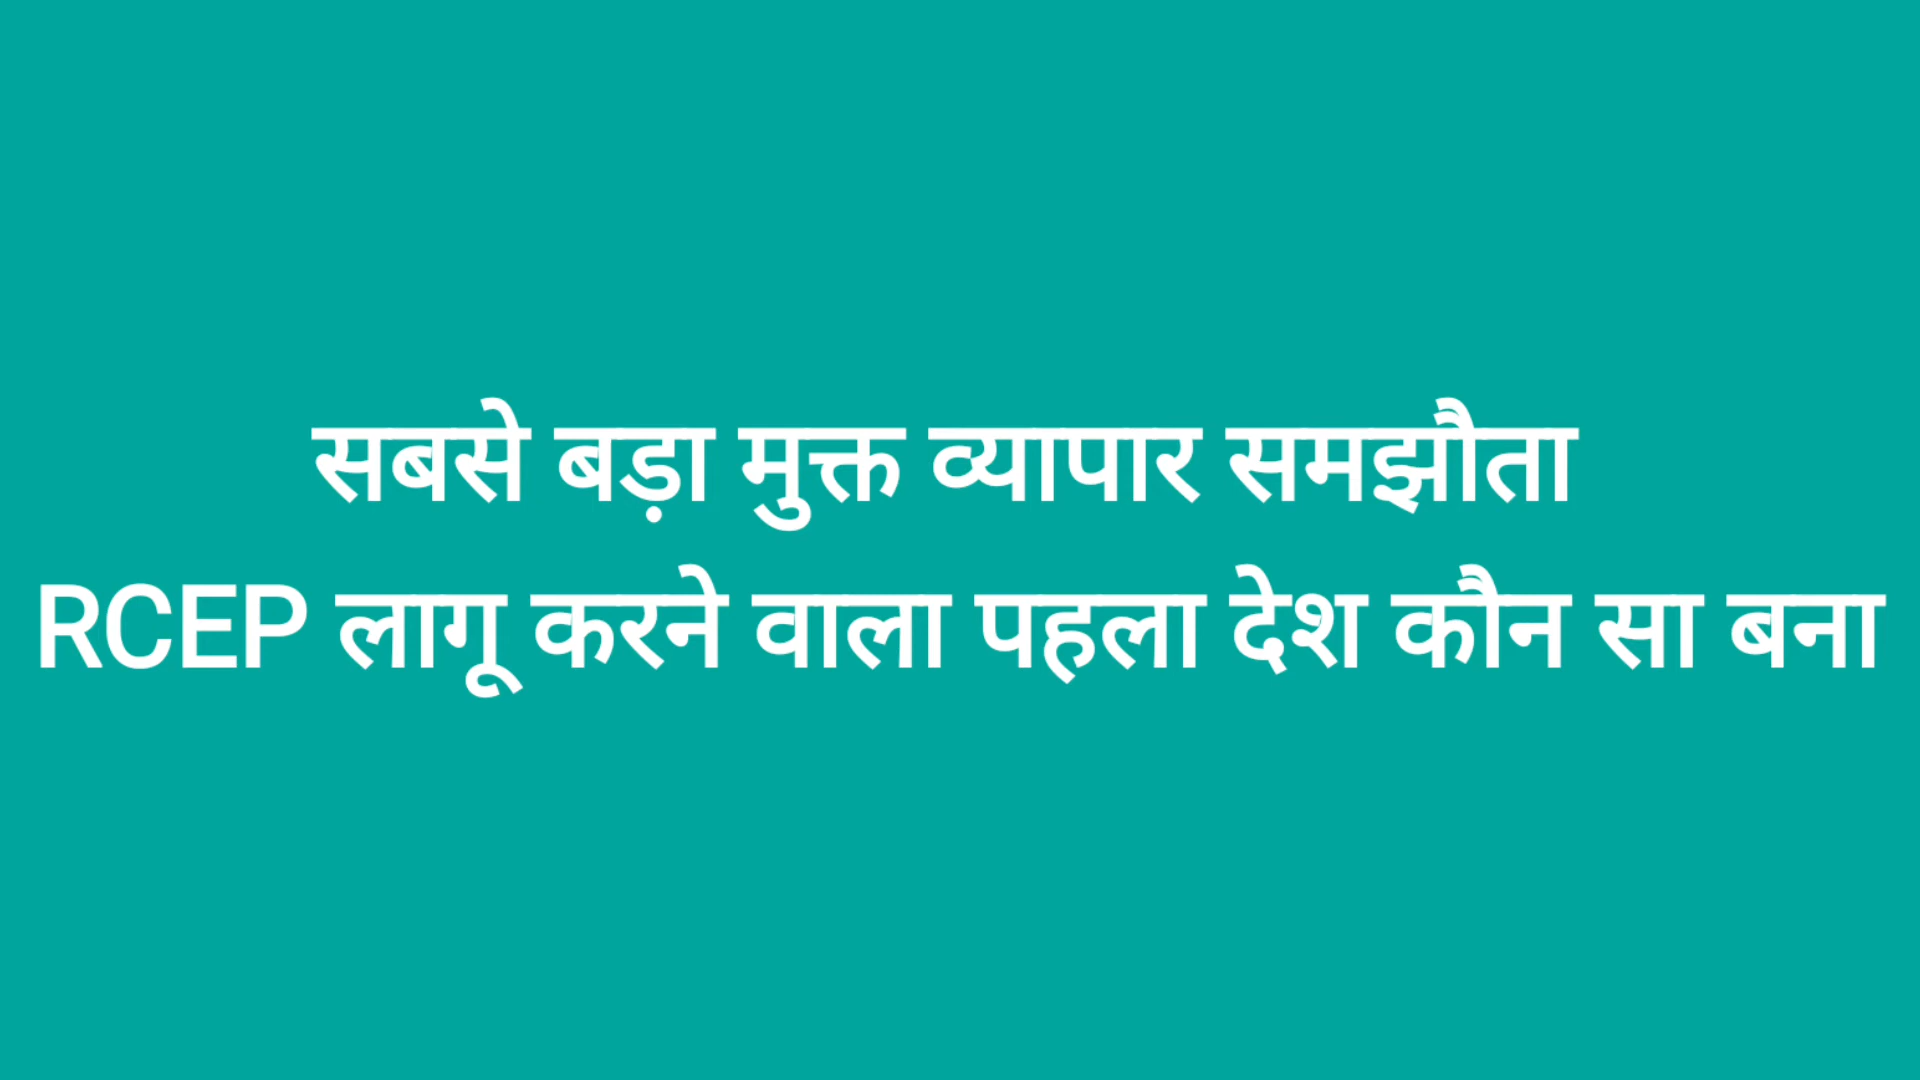 सबसे बड़ा मुक्त व्यापार समझौता
RCEP लागू करने वाला पहला देश कौन सा बना